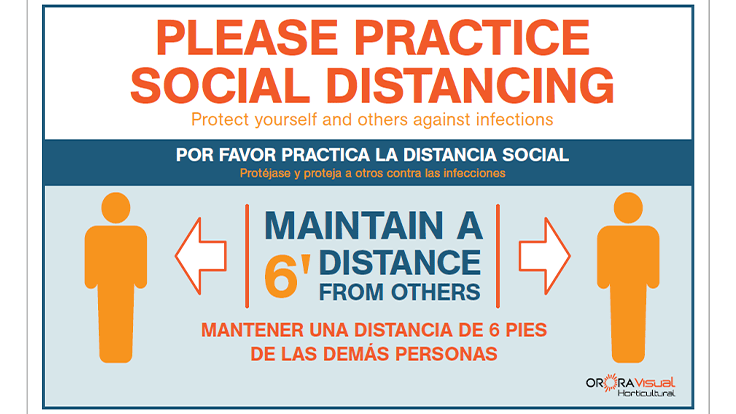 PLEASE PRACTICE
SOCIAL DISTANCING
Protect yourself and others against infections
POR FAVOR PRACTICA LA DISTANCIA SOCIAL
Protéjase y proteja a otros contra las infecciones
MAINTAIN A
6' DISTANCE
FROM OTHERS
MANTENER UNA DISTANCIA DE 6 PIES
DE LAS DEMÁS PERSONAS
ORORA Visual
Horticultural